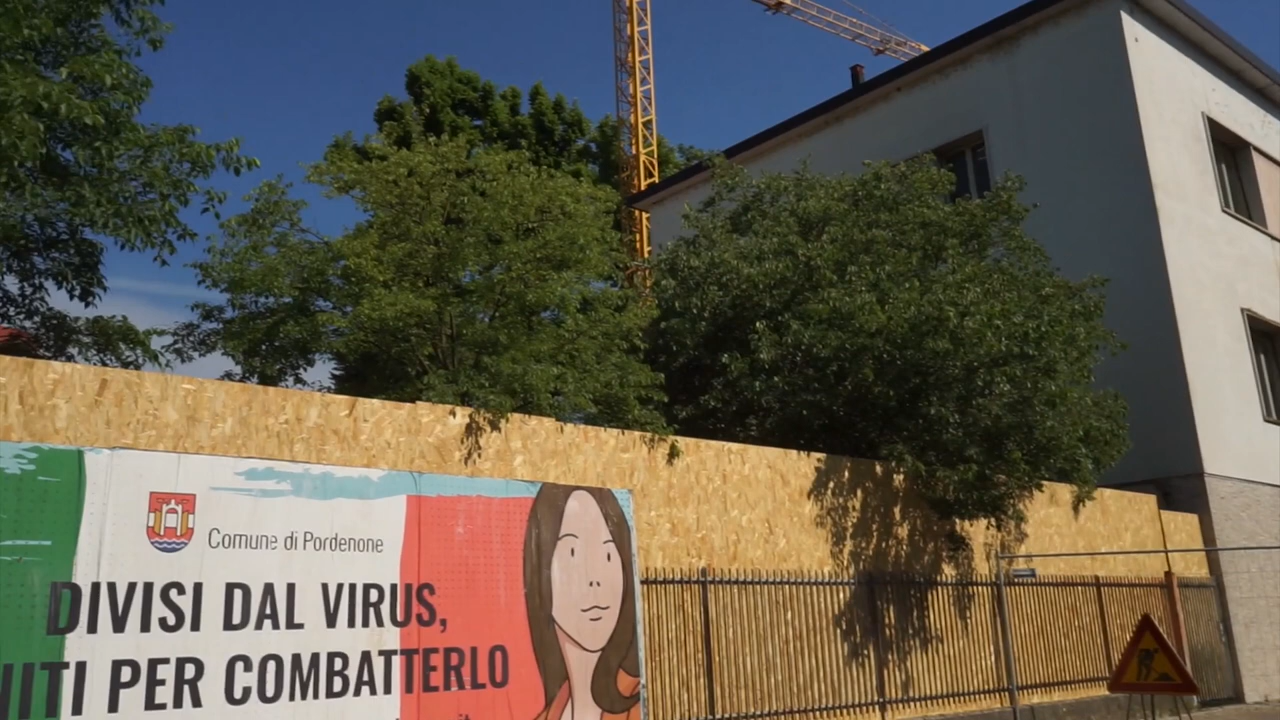 Comune di Pordenone
DIVISI DAL VIRUS,
PER COMBATTERLO